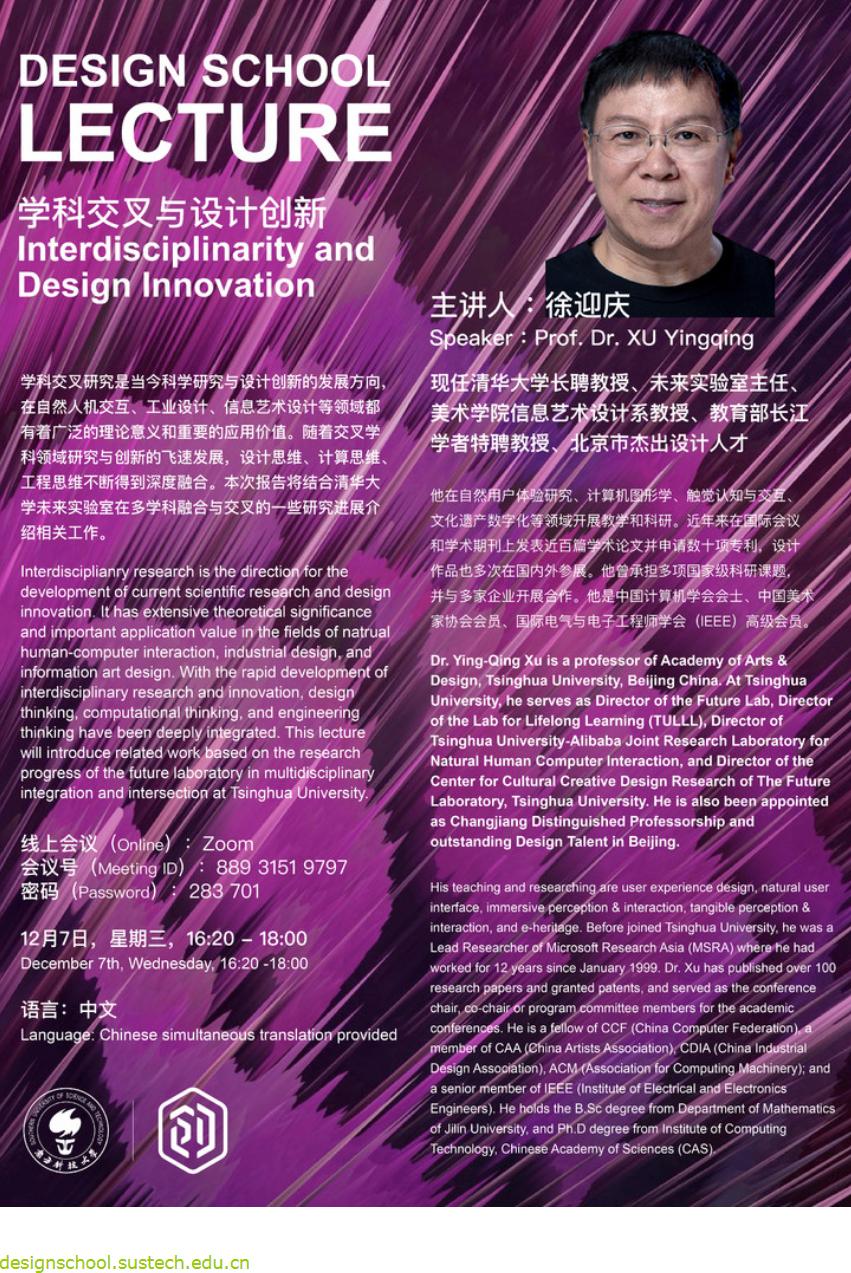 DESIGN SCHOOL
LECTURE
学科交叉与设计创新
Interdisciplinarity and
Design Innovation
学科交叉研究是当今科学研究与设计创新的发展方向，
在自然人机交互、工业设计、信息艺术设计等领域都
有着广泛的理论意义和重要的应用价值。随着交叉学
科领域研究与创新的飞速发展，设计思维、计算思维、
工程思维不断得到深度融合。本次报告将结合清华大
学未来实验室在多学科融合与交叉的一些研究进展介
绍相关工作。
Interdisciplianry research is the direction for the
development of current scientific research and design
innovation. It has extensive theoretical significance
and important application value in the fields of natrual
human-computer interaction, industrial design, and
information art design. With the rapid development of
interdisciplinary research and innovation, design
thinking, computational thinking, and engineering
thinking have been deeply integrated. This lecture
will introduce related work based on the research
progress of the future laboratory in multidisciplinary
integration and intersection at Tsinghua University.
线上会议（Online）：Zoom
会议号（Meeting ID）：889 3151 9797
密码（Password）：283 701
12月7日，星期三，16:20 – 18:00
December 7th, Wednesday, 16:20 -18:00
语言：中文
Language: Chinese simultaneous translation provided
SOUTHERN UNIVERSITY OF SCIENCE AND TECHNOLOGY
南方科技大学
主讲人：徐迎庆
Speaker：Prof. Dr. XU Yingqing
现任清华大学长聘教授、未来实验室主任、
美术学院信息艺术设计系教授、教育部长江
学者特聘教授、北京市杰出设计人才
他在自然用户体验研究、计算机图形学、触觉认知与交互、
文化遗产数字化等领域开展教学和科研。近年来在国际会议
和学术期刊上发表近百篇学术论文并申请数十项专利，设计
作品也多次在国内外参展。他曾承担多项国家级科研课题，
并与多家企业开展合作。他是中国计算机学会会士、中国美术
家协会会员、国际电气与电子工程师学会（IEEE）高级会员。
Dr. Ying-Qing Xu is a professor of Academy of Arts &
Design, Tsinghua University, Beijing China. At Tsinghua
University, he serves as Director of the Future Lab, Director
of the Lab for Lifelong Learning (TULLL), Director of
Tsinghua University-Alibaba Joint Research Laboratory for
Natural Human Computer Interaction, and Director of the
Center for Cultural Creative Design Research of The Future
Laboratory, Tsinghua University. He is also been appointed
as Changjiang Distinguished Professorship and
outstanding Design Talent in Beijing.
His teaching and researching are user experience design, natural user
interface, immersive perception & interaction, tangible perception &
interaction, and e-heritage. Before joined Tsinghua University, he was a
Lead Researcher of Microsoft Research Asia (MSRA) where he had
worked for 12 years since January 1999. Dr. Xu has published over 100
research papers and granted patents, and served as the conference
chair, co-chair or program committee members for the academic
conferences. He is a fellow of CCF (China Computer Federation), a
member of CAA (China Artists Association), CDIA (China Industrial
Design Association), ACM (Association for Computing Machinery); and
a senior member of IEEE (Institute of Electrical and Electronics
Engineers). He holds the B.Sc degree from Department of Mathematics
of Jilin University, and Ph.D degree from Institute of Computing
Technology, Chinese Academy of Sciences (CAS).
designschool.sustech.edu.cn